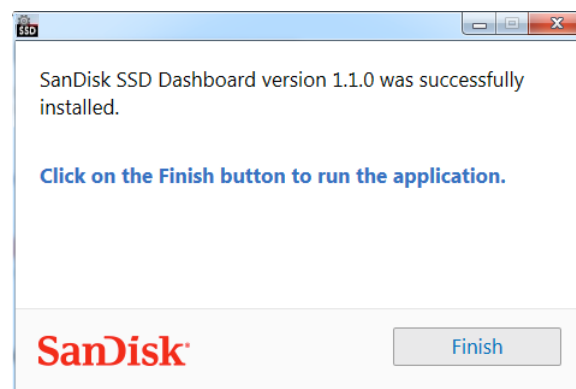 SSD
SanDisk SSD Dashboard version 1.1.0 was successfully
installed.
Click on the Finish button to run the application.
SanDisk
Finish